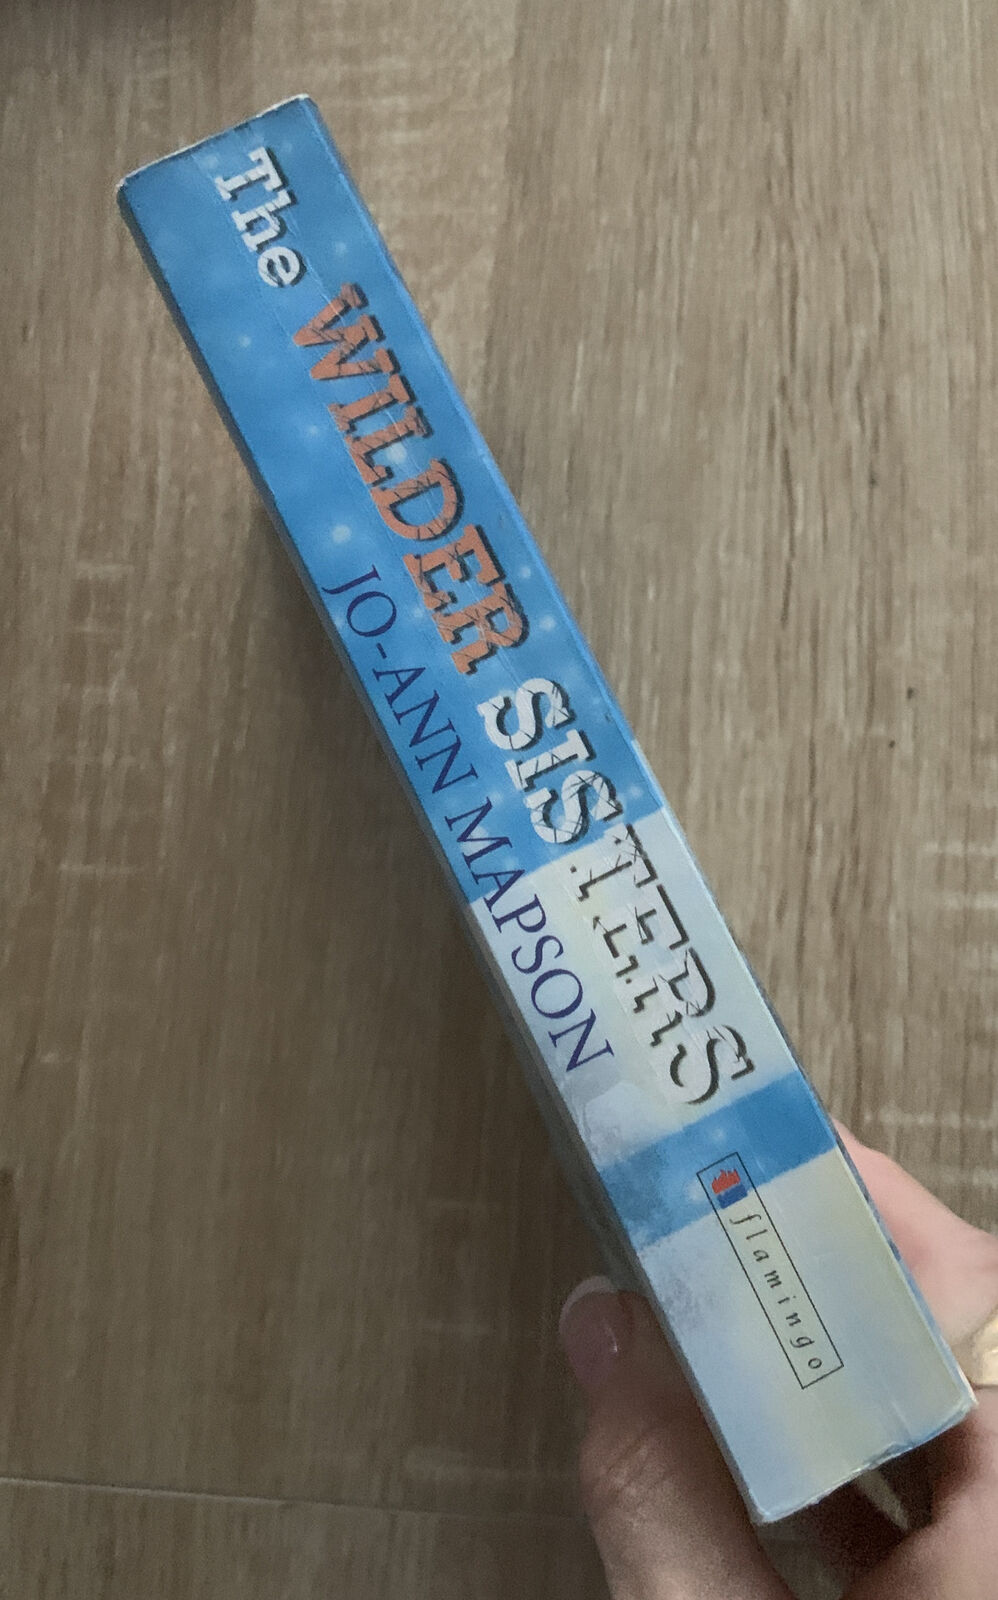 The WILDER SISTERS
JO-ANN MAPSON
flamingo